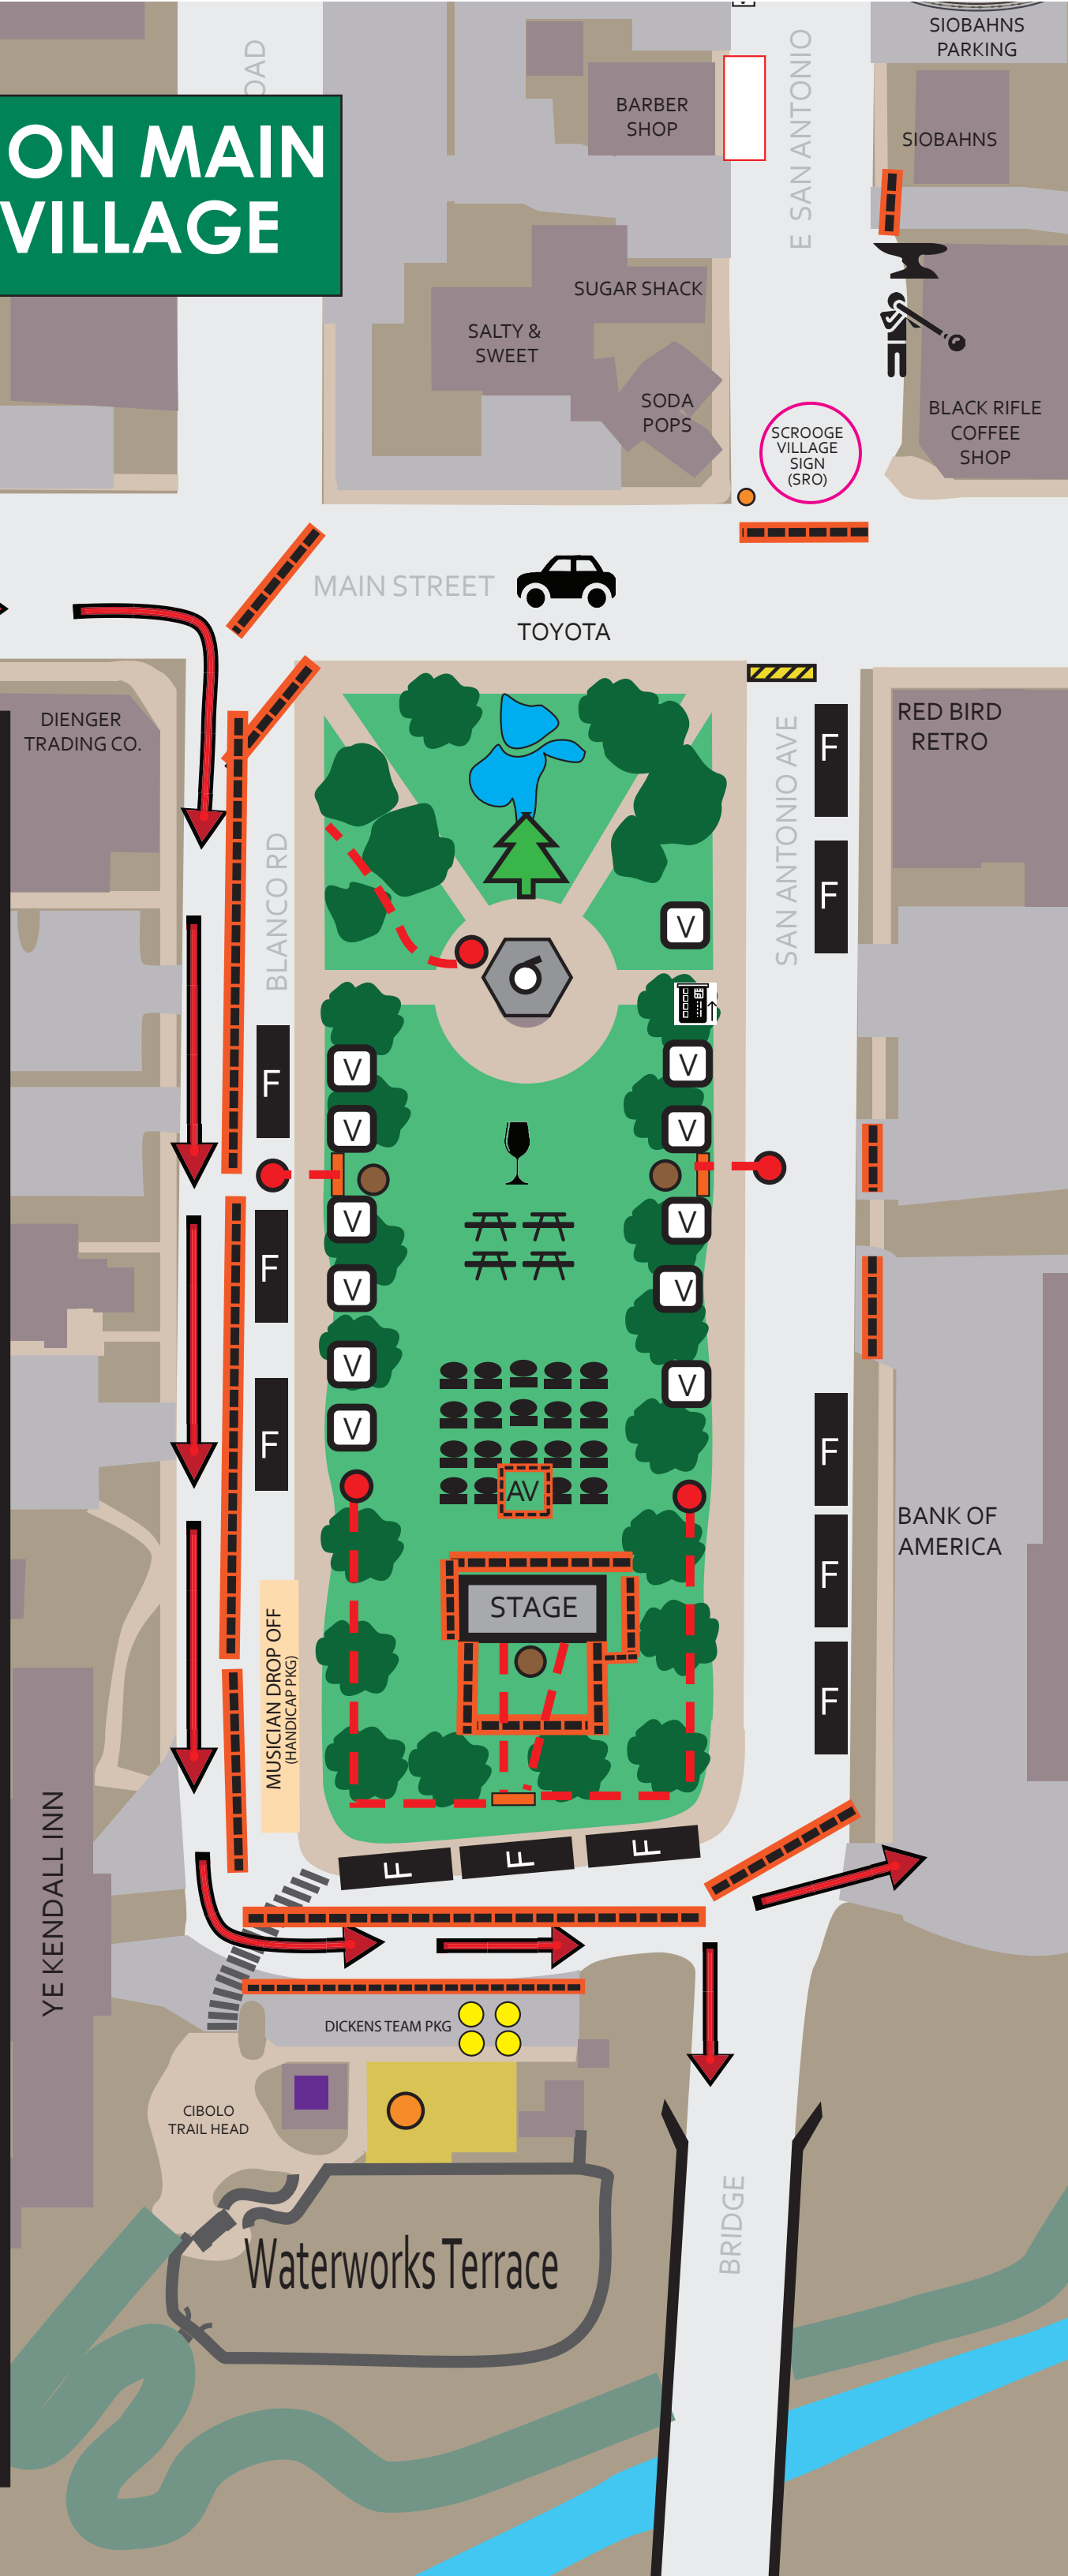 OAD
ON MAIN
VILLAGE
BARBER
SHOP
E SAN ANTONIO
SIOBAHNS
PARKING
SIOBAHNS
SUGAR SHACK
SALTY &
SWEET
SODA
POPS
SCROOGE
VILLAGE
SIGN
(SRO)
BLACK RIFLE
COFFEE
SHOP
MAIN STREET
TOYOTA
DIENGER
TRADING CO.
RED BIRD
RETRO
BLANCO RD
SAN ANTONIO AVE
F
F
V
F
V
V
V
V
F
V
V
V
V
V
V
F
V
F
AV
BANK OF
AMERICA
F
STAGE
MUSICIAN DROP OFF
(HANDICAP PKG)
F
YE KENDALL INN
F
F
F
DICKENS TEAM PKG
CIBOLO
TRAIL HEAD
BRIDGE
Waterworks Terrace